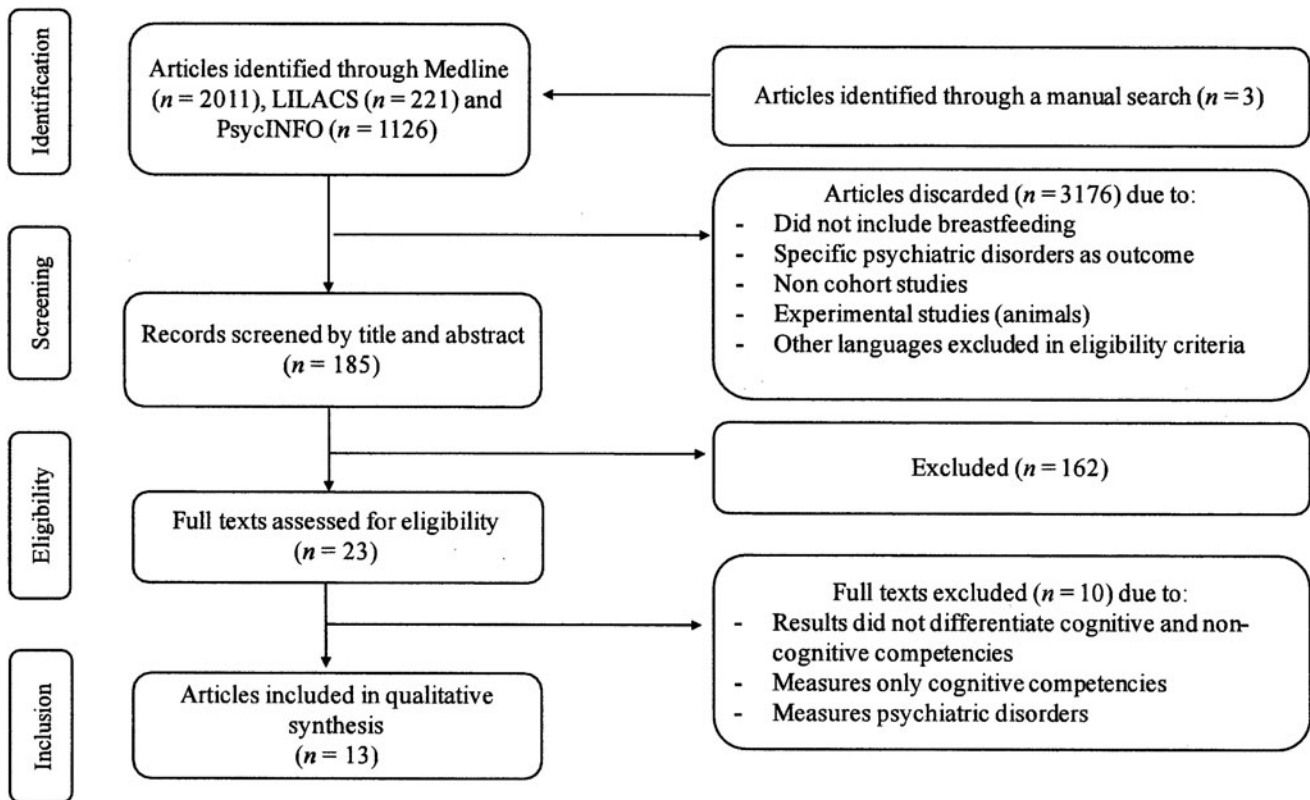 Identification
Articles identified through Medline
(n = 2011), LILACS (n = 221) and
PsycINFO (n = 1126)
Articles identified through a manual search (n = 3)
Articles discarded (n = 3176) due to:
- Did not include breastfeeding
- Specific psychiatric disorders as outcome
- Non cohort studies
- Experimental studies (animals)
- Other languages excluded in eligibility criteria
Screening
Records screened by title and abstract
(n = 185)
Excluded (n = 162)
Eligibility
Full texts assessed for eligibility
(n = 23)
Full texts excluded (n = 10) due to:
- Results did not differentiate cognitive and non-
cognitive competencies
- Measures only cognitive competencies
- Measures psychiatric disorders
Inclusion
Articles included in qualitative
synthesis
(n = 13)